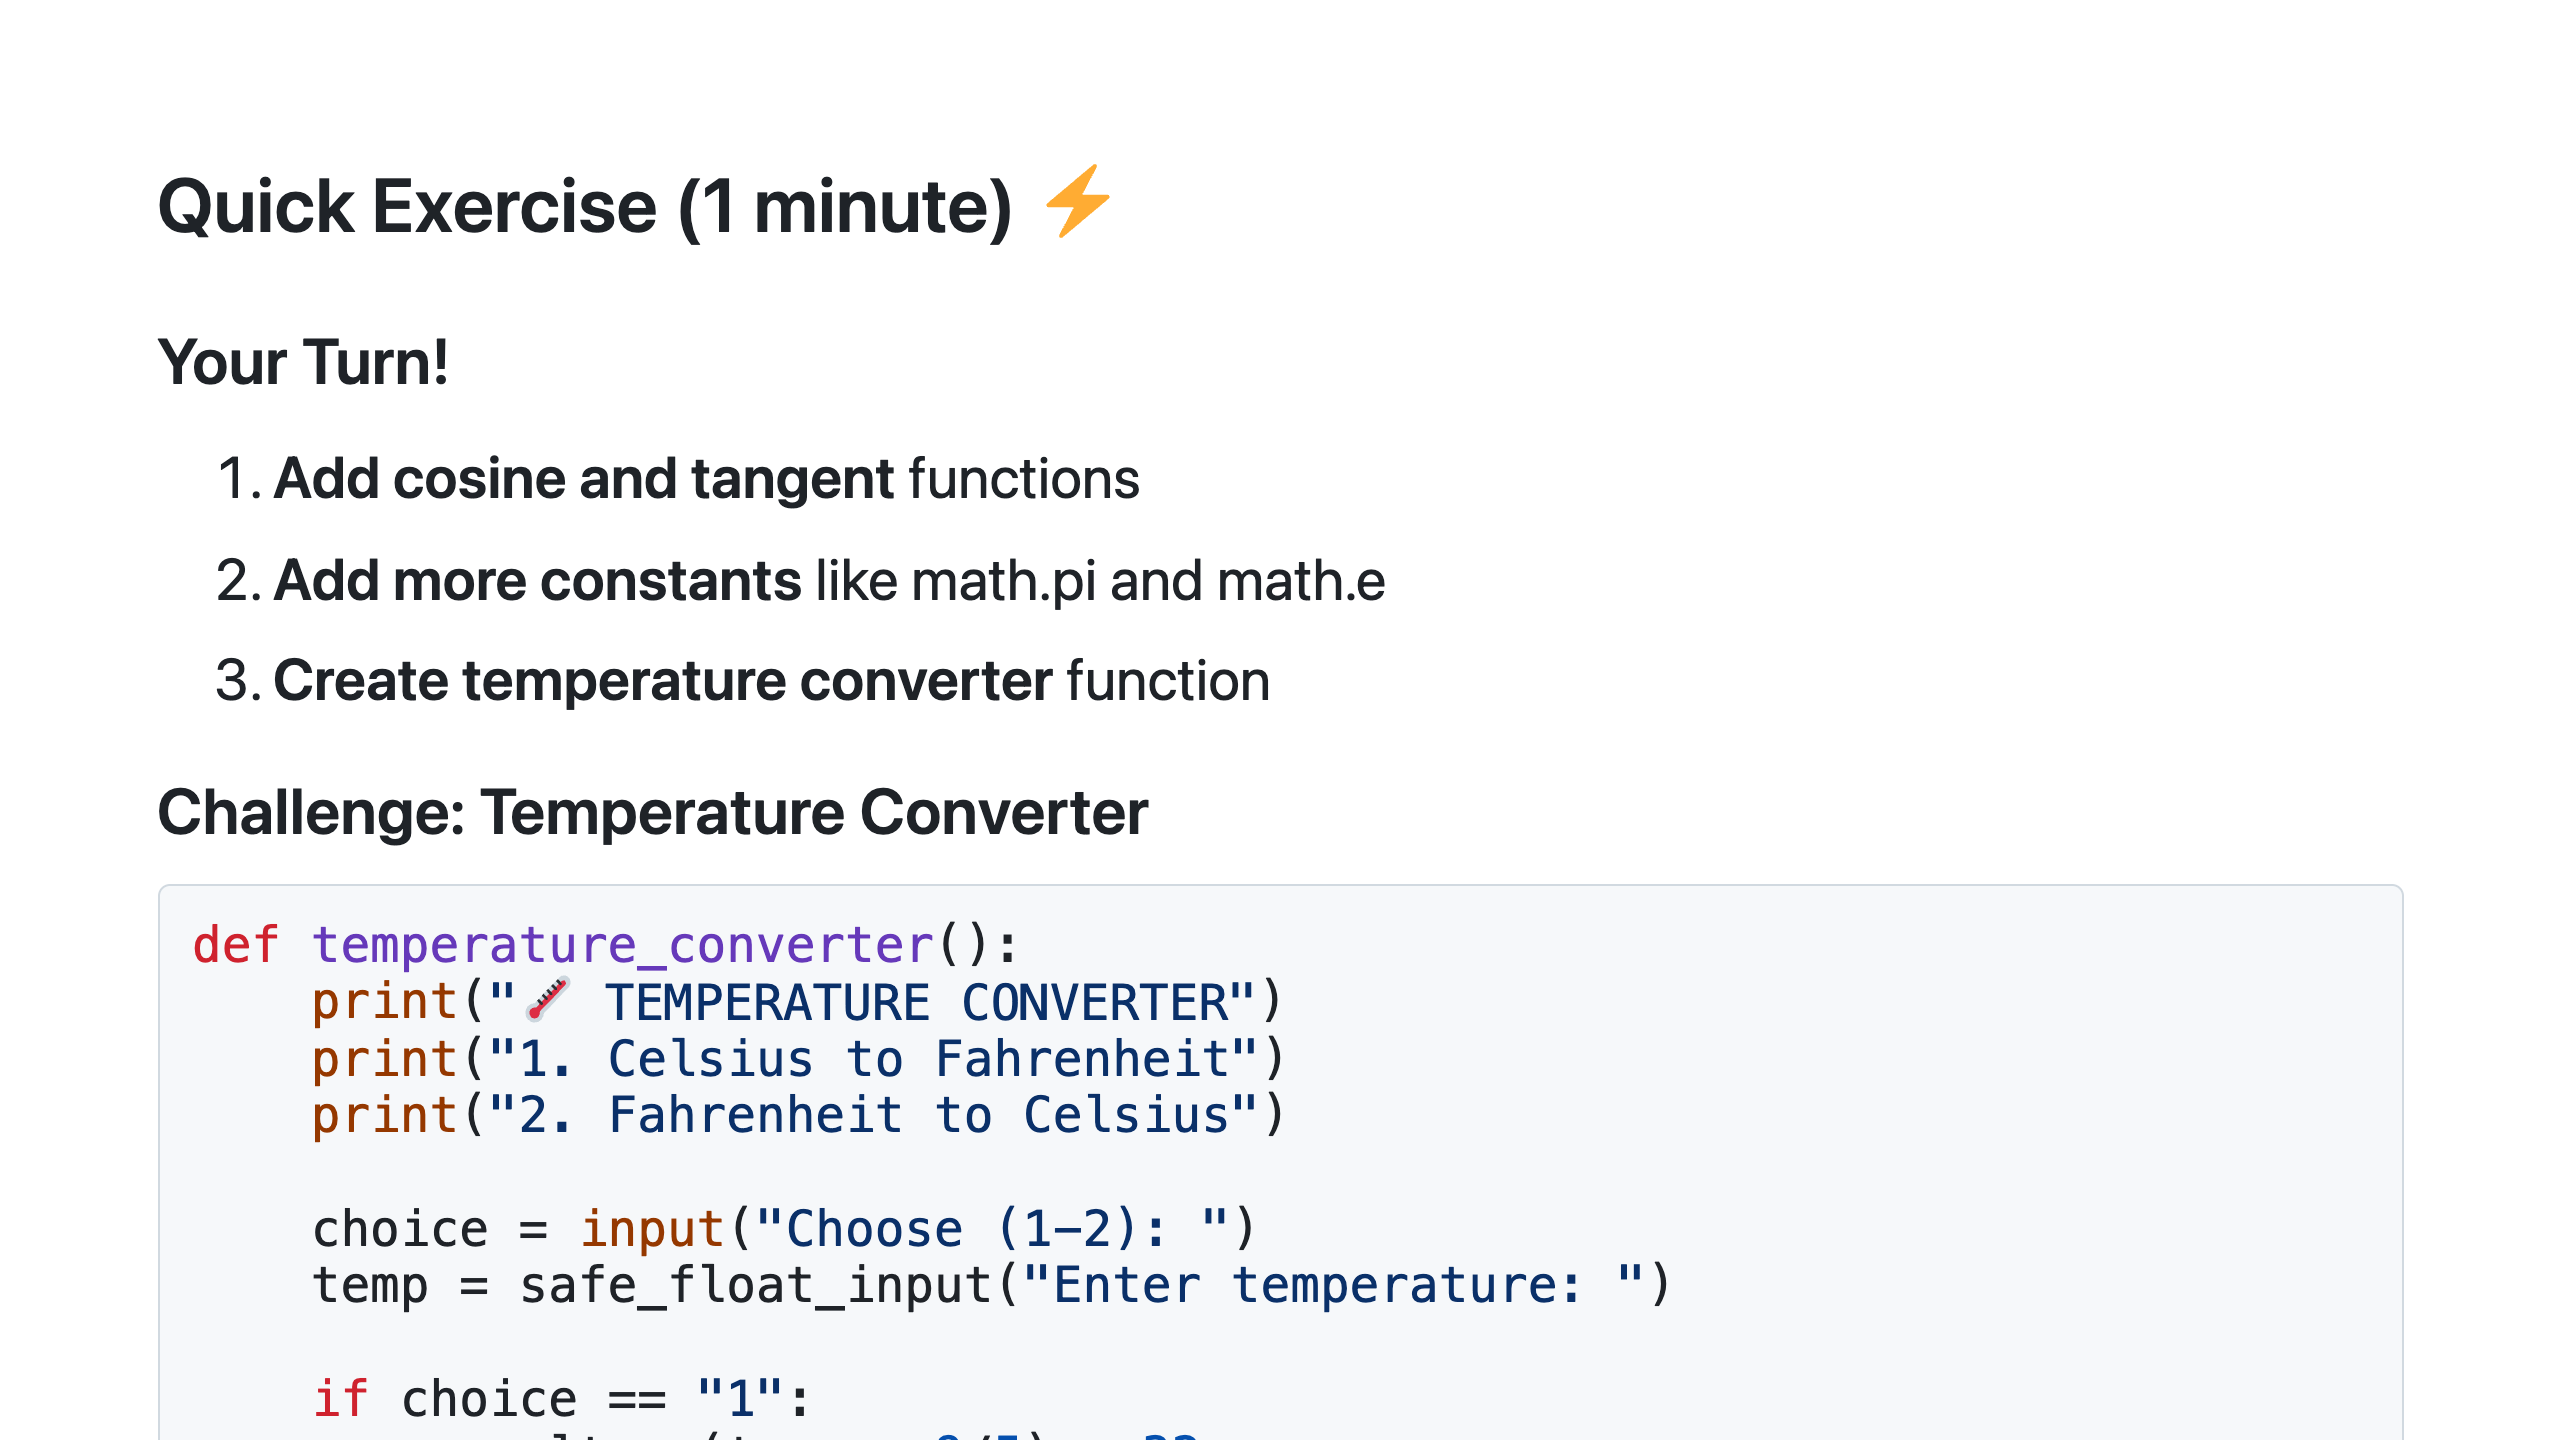 Quick Exercise (1 minute) ⚡
Your Turn!
1. Add cosine and tangent functions
2. Add more constants like math.pi and math.e
3. Create temperature converter function
Challenge: Temperature Converter
def temperature_converter():
    print("🌡️ TEMPERATURE CONVERTER")
    print("1. Celsius to Fahrenheit")
    print("2. Fahrenheit to Celsius")
    choice = input("Choose (1-2): ")
    temp = safe_float_input("Enter temperature: ")
    if choice == "1":